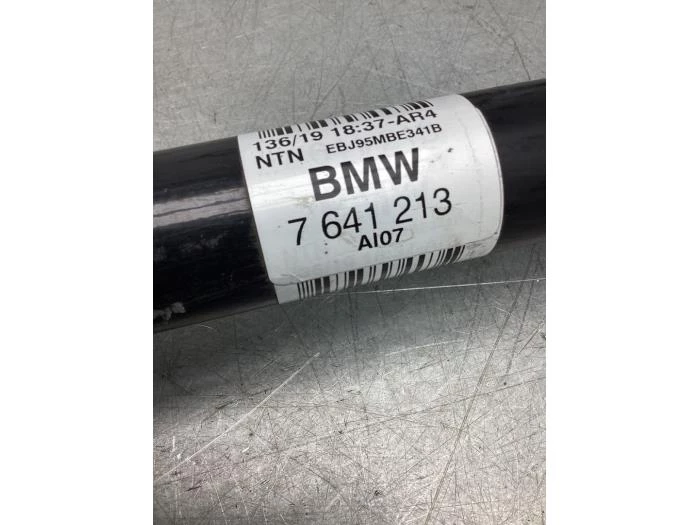 136/19 18:37-AR4
NTN EBJ95MBE341B
BMW
7 641 213
AI07